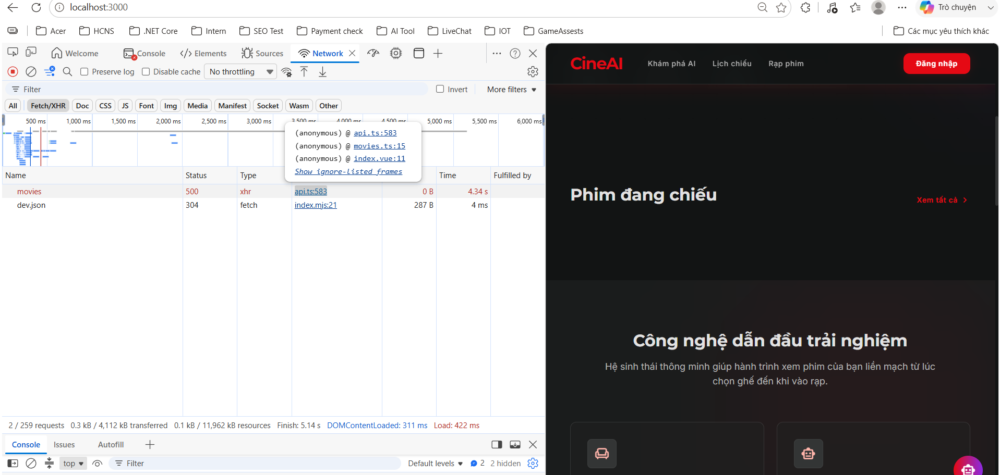 localhost:3000
Trò chuyện
Acer HCNS .NET Core Intern SEO Test Payment check AI Tool LiveChat IOT GameAssests Các mục yêu thích khác
Welcome Console Elements Sources Network
Preserve log Disable cache No throttling
Filter Invert More filters
All Fetch/XHR Doc CSS JS Font Img Media Manifest Socket Wasm Other
500 ms 1,000 ms 1,500 ms 2,000 ms 2,500 ms 3,000 ms 3,500 ms 4,000 ms 4,500 ms 5,000 ms 5,500 ms 6,000 ms
(anonymous) @ api.ts:583
(anonymous) @ movies.ts:15
(anonymous) @ index.vue:11
Show ignore-listed frames
Name Status Type Time Fulfilled by
movies 500 xhr api.ts:583 0 B 4.34 s
dev.json 304 fetch index.mjs:21 287 B 4 ms
2 / 259 requests 0.3 kB / 4,112 kB transferred 0.1 kB / 11,962 kB resources Finish: 5.14 s DOMContentLoaded: 311 ms Load: 422 ms
Console Issues Autofill
top Filter Default levels 2 2 hidden
CineAI Khám phá AI Lịch chiếu Rạp phim Đăng nhập
Phim đang chiếu
Xem tất cả
Công nghệ dẫn đầu trải nghiệm
Hệ sinh thái thông minh giúp hành trình xem phim của bạn liền mạch từ lúc
chọn ghế đến khi vào rạp.